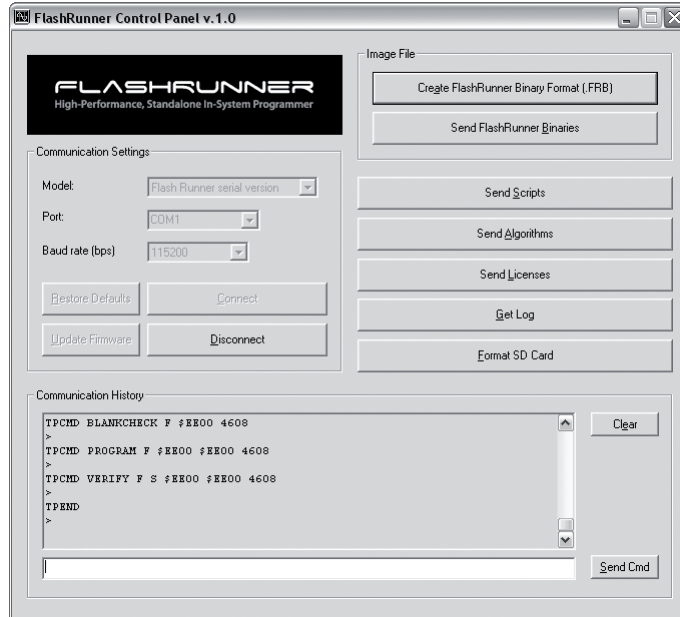 FlashRunner Control Panel v.1.0
FLASHRUNNER
High-Performance, Standalone In-System Programmer
Communication Settings
Model:
Flash Runner serial version
Port:
COM1
Baud rate (bps)
115200
Restore Defaults
Connect
Update Firmware
Disconnect
Image File
Create FlashRunner Binary Format (.FRB)
Send FlashRunner Binaries
Send Scripts
Send Algorithms
Send Licenses
Get Log
Format SD Card
Communication History
TPCMD BLANKCHECK F $EE00 4608
>
TPCMD PROGRAM F $EE00 $EE00 4608
>
TPCMD VERIFY F S $EE00 $EE00 4608
>
TPEND
>
Clear
Send Cmd